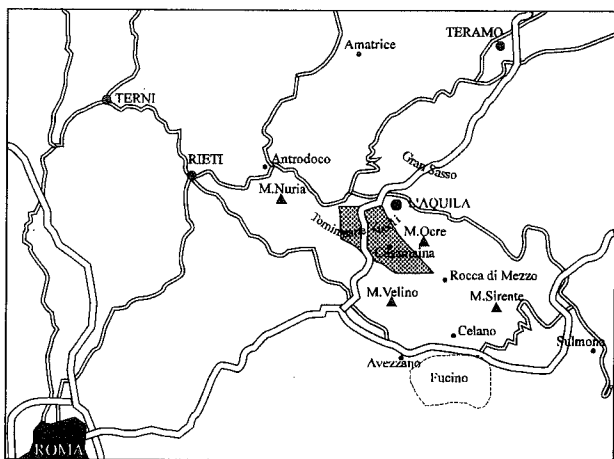 TERAMO
Amatrice
TERNI
Gran Sasso
RIETI
Antrodoco
M.Nuria
L'AQUILA
M.Ocre
Rocca di Mezzo
M.Velino
M.Sirente
Celano
Sulmona
Avezzano
Fucino
ROMA